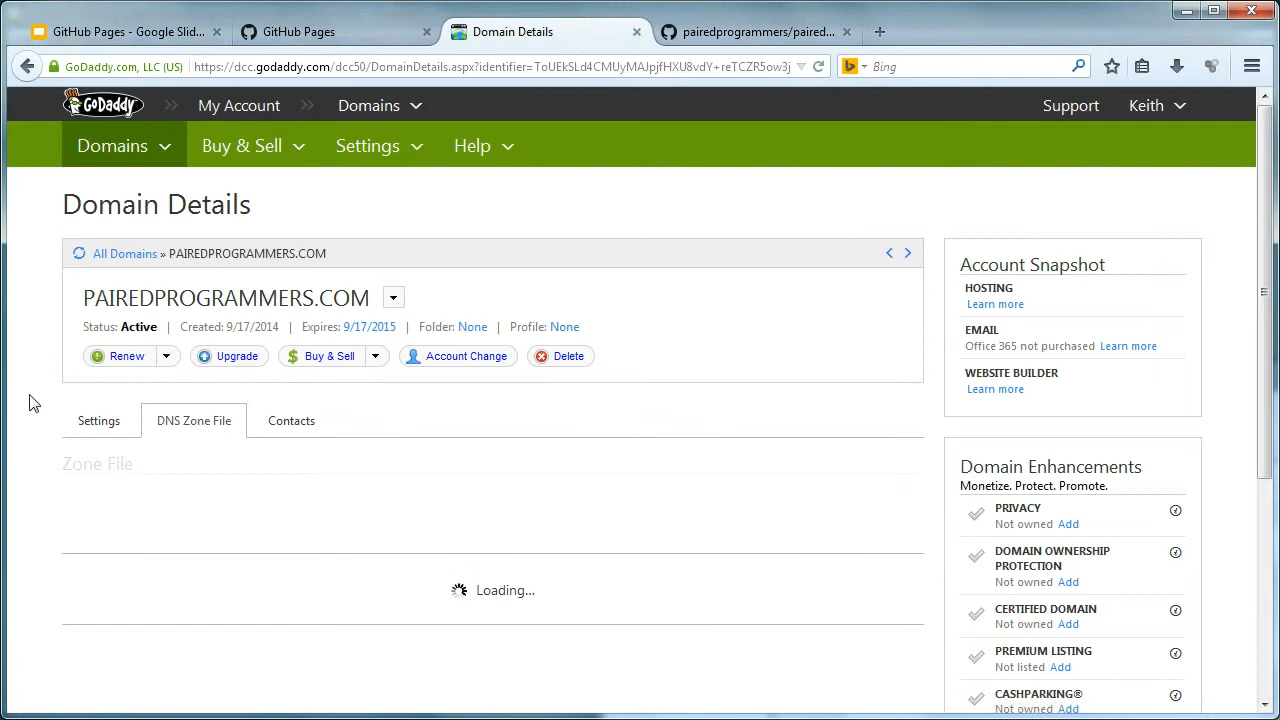 GitHub Pages - Google Slid...
GitHub Pages
Domain Details
pairedprogrammers/paired...
GoDaddy.com, LLC (US)
https://dcc.godaddy.com/dcc50/DomainDetails.aspx?identifier=ToUEkSLd4CMUyMAJpjfHXU8vdY+reTCZR5ow3j
Bing
GoDaddy
My Account
Domains
Support
Keith
Domains
Buy & Sell
Settings
Help
Domain Details
All Domains » PAIREDPROGRAMMERS.COM
PAIREDPROGRAMMERS.COM
Status: Active | Created: 9/17/2014 | Expires: 9/17/2015 | Folder: None | Profile: None
Renew
Upgrade
Buy & Sell
Account Change
Delete
Settings
DNS Zone File
Contacts
Zone File
Loading...
Account Snapshot
HOSTING
Learn more
EMAIL
Office 365 not purchased Learn more
WEBSITE BUILDER
Learn more
Domain Enhancements
Monetize. Protect. Promote.
PRIVACY
Not owned Add
DOMAIN OWNERSHIP
PROTECTION
Not owned Add
CERTIFIED DOMAIN
Not owned Add
PREMIUM LISTING
Not listed Add
CASHPARKING®
Not owned Add